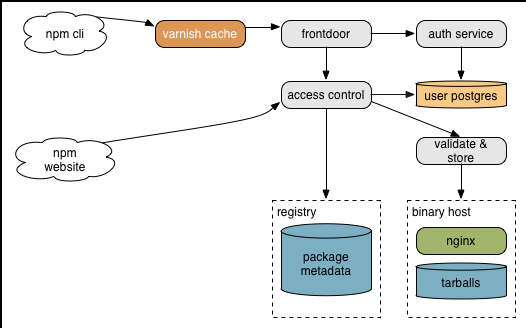 npm cli
varnish cache
frontdoor
auth service
access control
user postgres
npm
website
validate &
store
registry
package
metadata
binary host
nginx
tarballs